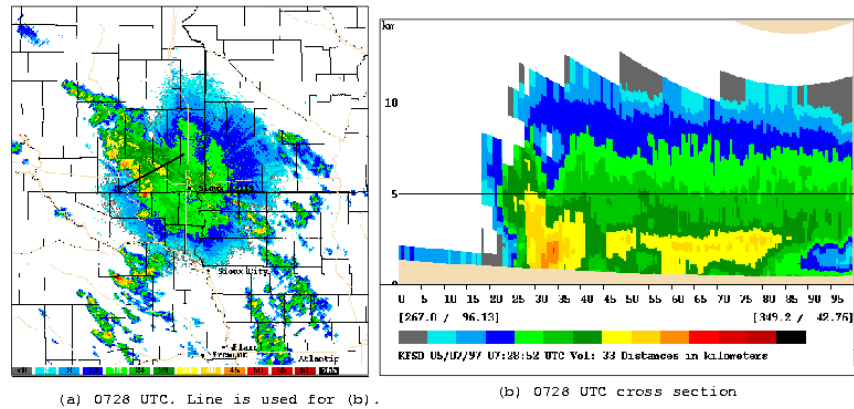 Sioux City
Fremont
Atlantic
(a) 0728 UTC. Line is used for (b).
km
10
5
0 5 10 15 20 25 30 35 40 45 50 55 60 65 70 75 80 85 90 95
[267.0 / 96.13] [349.2 / 42.76]
KFSD 05/07/97 07:28:52 UTC Vol: 33 Distances in kilometers
(b) 0728 UTC cross section